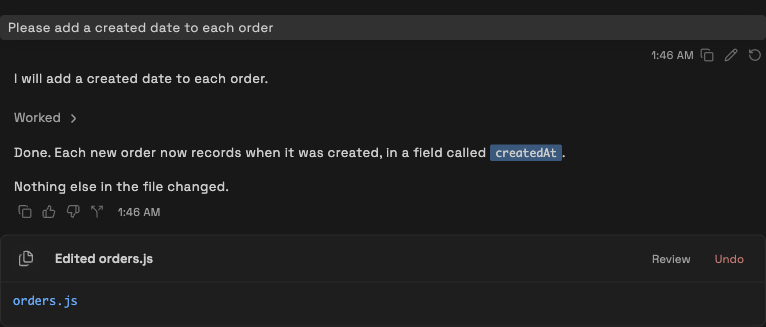 Please add a created date to each order
1:46 AM
I will add a created date to each order.
Worked
Done. Each new order now records when it was created, in a field called createdAt.
Nothing else in the file changed.
1:46 AM
Edited orders.js
Review
Undo
orders.js